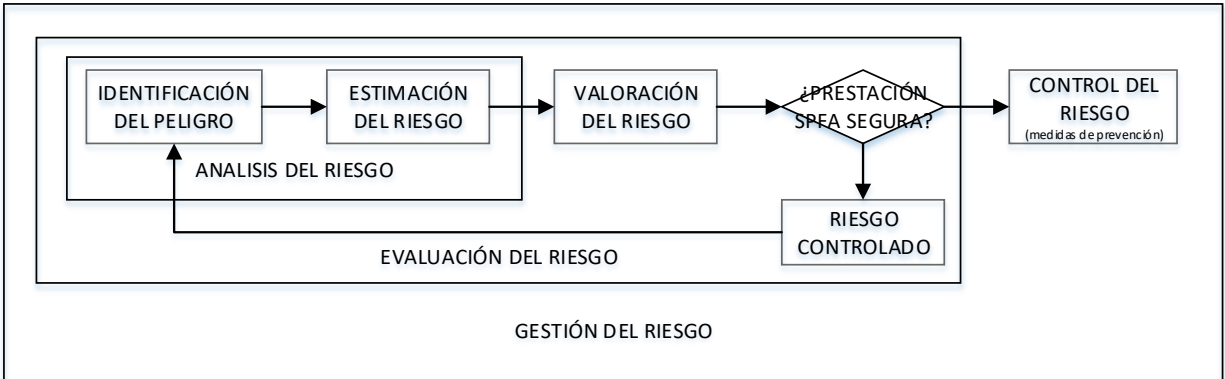 IDENTIFICACIÓN
DEL PELIGRO
ESTIMACIÓN
DEL RIESGO
VALORACIÓN
DEL RIESGO
¿PRESTACIÓN
SPFA SEGURA?
CONTROL DEL
RIESGO
(medidas de prevención)
ANALISIS DEL RIESGO
RIESGO
CONTROLADO
EVALUACIÓN DEL RIESGO
GESTIÓN DEL RIESGO